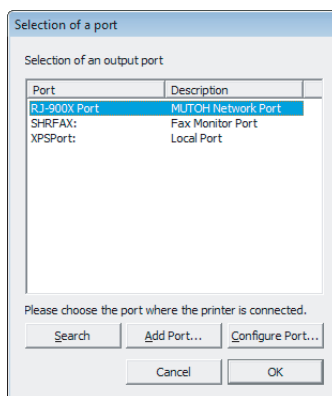 Selection of a port
Selection of an output port
Port Description
RJ-900X Port MUTOH Network Port
SHRFAX: Fax Monitor Port
XPSPort: Local Port
Please choose the port where the printer is connected.
Search Add Port... Configure Port...
Cancel OK